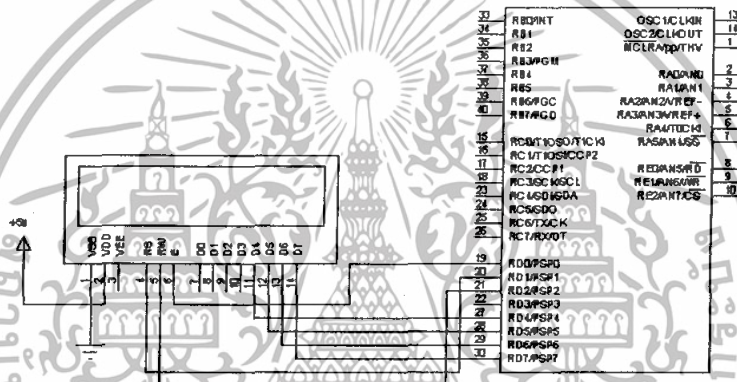 33 RB0/INT OSC1/CLKIN 13
34 RB1 OSC2/CLKOUT 14
35 RB2 MCLR/Vpp/THV 1
36 RB3/PGM
37 RB4 RA0/AN0 2
38 RB5 RA1/AN1 3
39 RB6/PGC RA2/AN2/VREF- 4
40 RB7/PGD RA3/AN3/VREF+ 5
RA4/T0CKI 6
15 RC0/T1OSO/T1CKI RA5/AN4/SS 7
16 RC1/T1OSI/CCP2
17 RC2/CCP1 RE0/AN5/RD 8
18 RC3/SCK/SCL RE1/AN6/WR 9
23 RC4/SDI/SDA RE2/AN7/CS 10
24 RC5/SDO
25 RC6/TX/CK
26 RC7/RX/DT
19 RD0/PSP0
20 RD1/PSP1
21 RD2/PSP2
22 RD3/PSP3
27 RD4/PSP4
28 RD5/PSP5
29 RD6/PSP6
30 RD7/PSP7
VSS VDD VEE RS RW E D0 D1 D2 D3 D4 D5 D6 D7
1 2 3 4 5 6 7 8 9 10 11 12 13 14